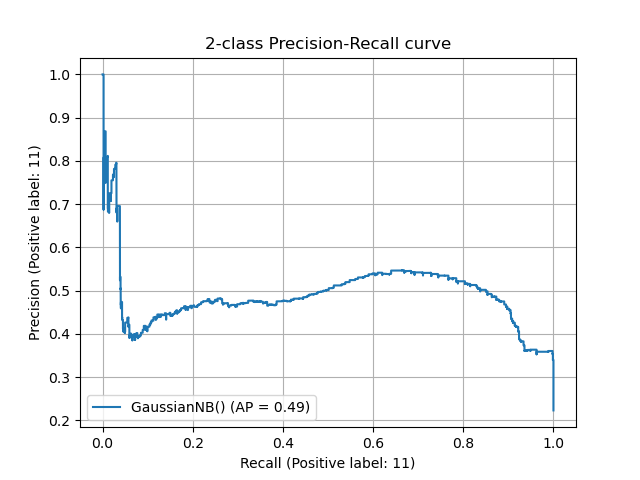 2-class Precision-Recall curve
Precision (Positive label: 11)
1.0
0.9
0.8
0.7
0.6
0.5
0.4
0.3
0.2
GaussianNB() (AP = 0.49)
0.0 0.2 0.4 0.6 0.8 1.0
Recall (Positive label: 11)